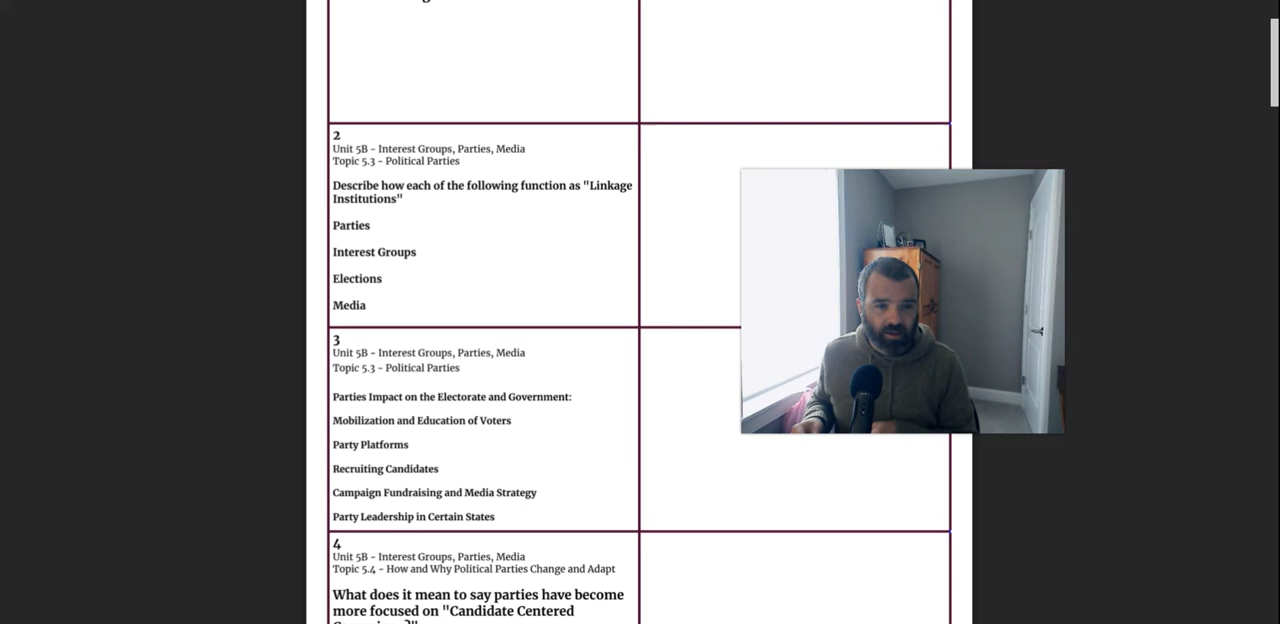 2
Unit 5B - Interest Groups, Parties, Media
Topic 5.3 - Political Parties
Describe how each of the following function as "Linkage
Institutions"
Parties
Interest Groups
Elections
Media
3
Unit 5B - Interest Groups, Parties, Media
Topic 5.3 - Political Parties
Parties Impact on the Electorate and Government:
Mobilization and Education of Voters
Party Platforms
Recruiting Candidates
Campaign Fundraising and Media Strategy
Party Leadership in Certain States
4
Unit 5B - Interest Groups, Parties, Media
Topic 5.4 - How and Why Political Parties Change and Adapt
What does it mean to say parties have become
more focused on "Candidate Centered